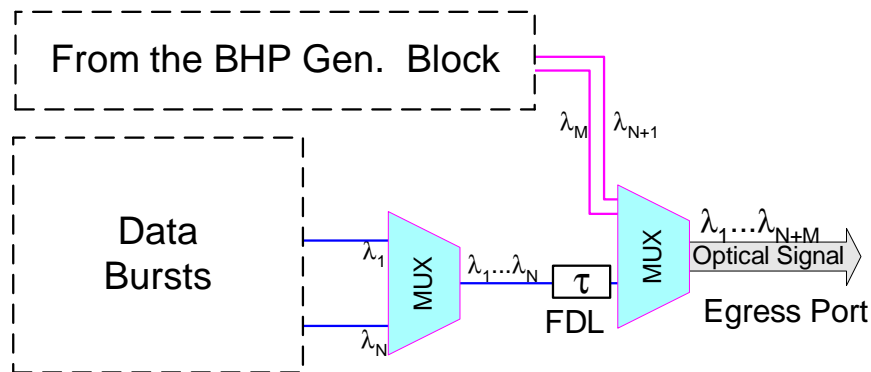 From the BHP Gen. Block
λM
λN+1
Data
Bursts
λ1
λN
MUX
λ1...λN
τ
FDL
MUX
λ1...λN+M
Optical Signal
Egress Port